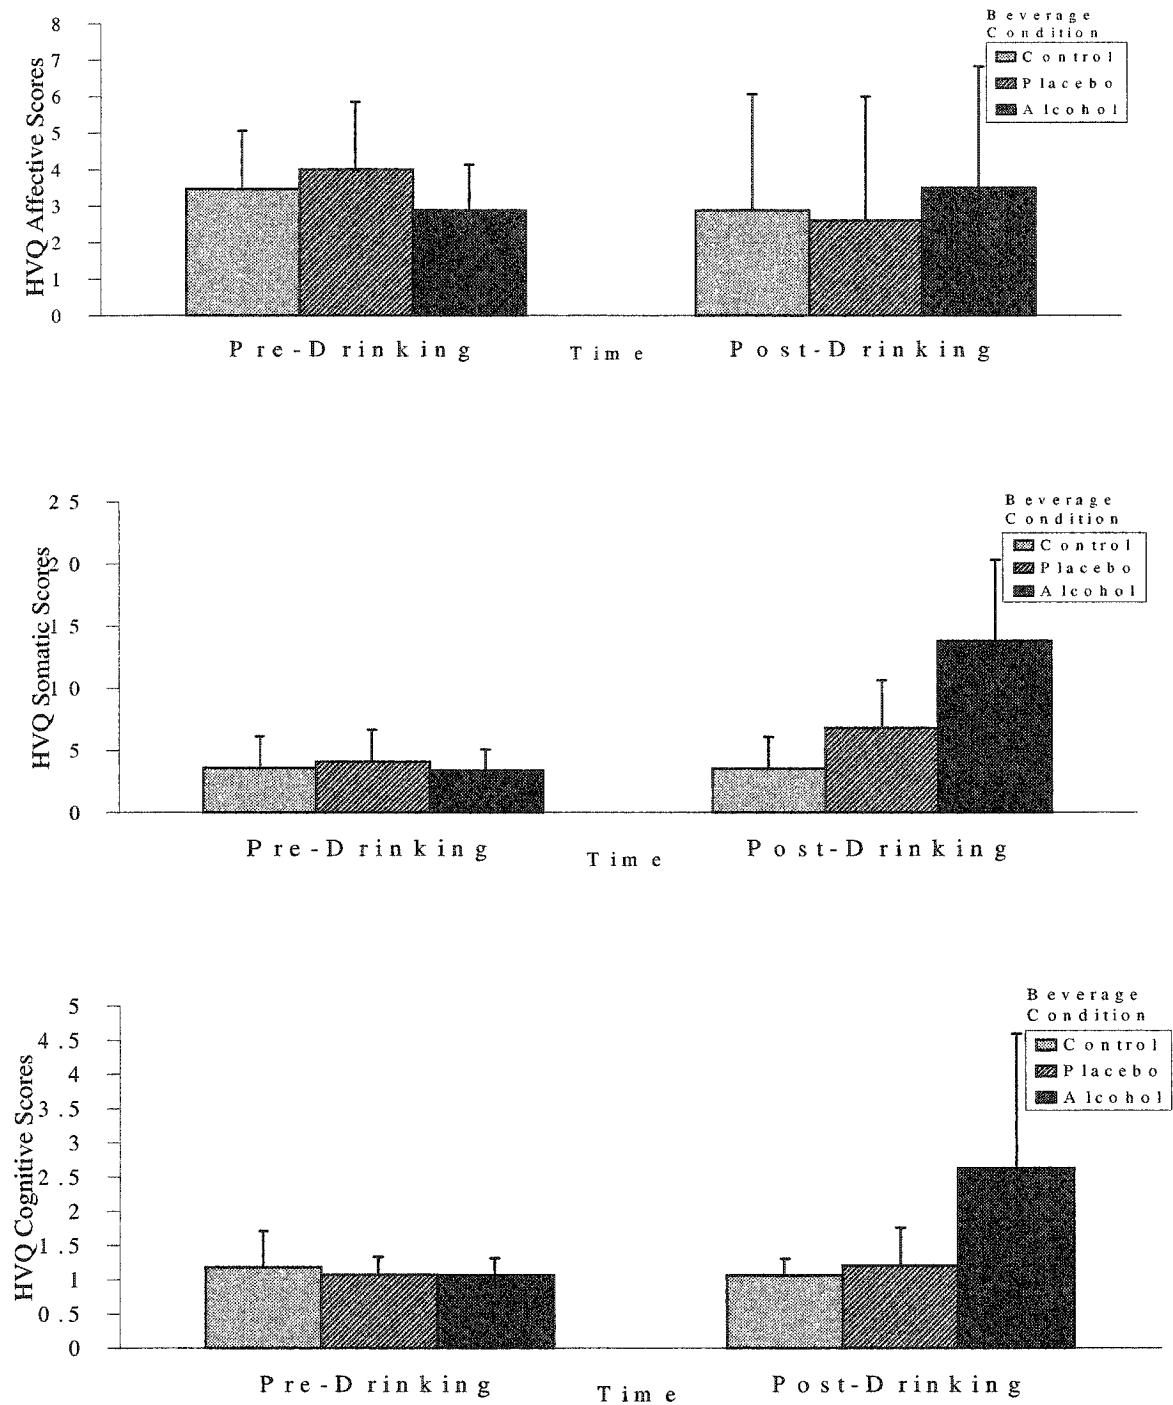 Beverage
Condition
Control
Placebo
Alcohol
8
7
6
5
4
3
2
1
0
HVQ Affective Scores
Pre-Drinking
Time
Post-Drinking
Beverage
Condition
Control
Placebo
Alcohol
25
20
15
10
5
0
HVQ Somatic Scores
Pre-Drinking
Time
Post-Drinking
Beverage
Condition
Control
Placebo
Alcohol
5
4.5
4
3.5
3
2.5
2
1.5
1
0.5
0
HVQ Cognitive Scores
Pre-Drinking
Time
Post-Drinking